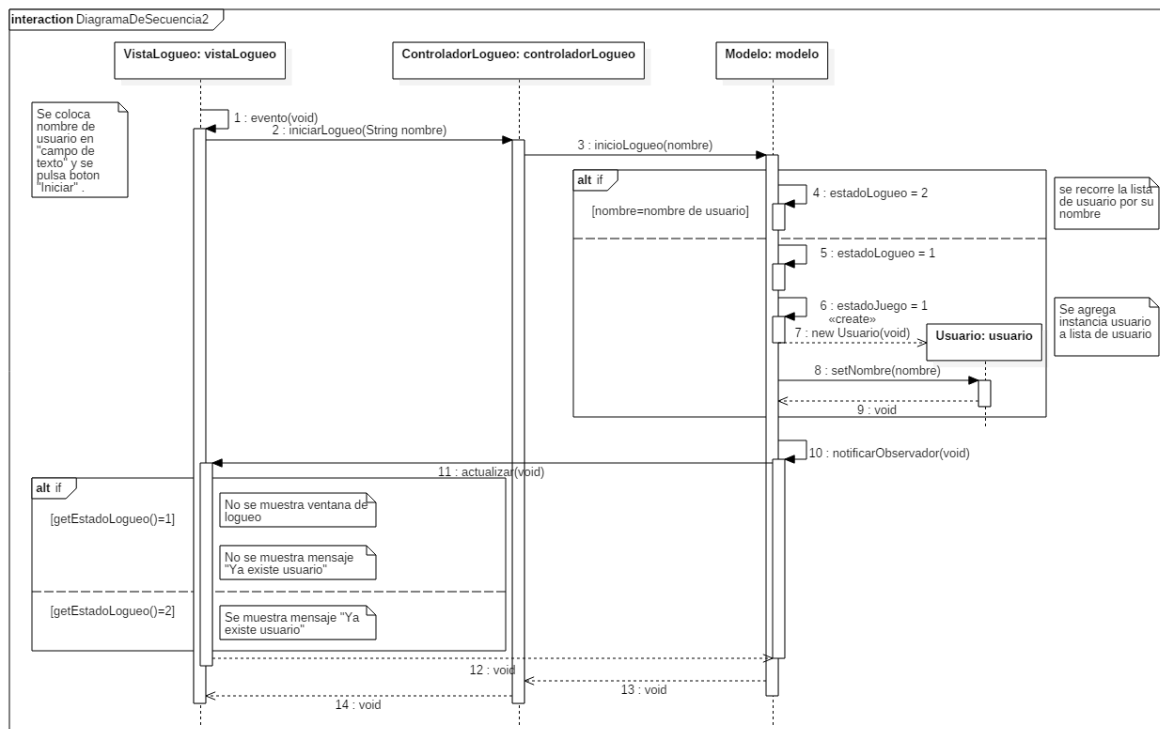 interaction DiagramaDeSecuencia2
VistaLogueo: vistaLogueo
ControladorLogueo: controladorLogueo
Modelo: modelo
Se coloca
nombre de
usuario en
"campo de
texto" y se
pulsa boton
"Iniciar" .
1 : evento(void)
2 : iniciarLogueo(String nombre)
3 : inicioLogueo(nombre)
alt if
[nombre=nombre de usuario]
4 : estadoLogueo = 2
se recorre la lista
de usuario por su
nombre
5 : estadoLogueo = 1
6 : estadoJuego = 1
«create»
7 : new Usuario(void)
Usuario: usuario
Se agrega
instancia usuario
a lista de usuario
8 : setNombre(nombre)
9 : void
10 : notificarObservador(void)
11 : actualizar(void)
alt if
[getEstadoLogueo()=1]
No se muestra ventana de
logueo
No se muestra mensaje
"Ya existe usuario"
[getEstadoLogueo()=2]
Se muestra mensaje "Ya
existe usuario"
12 : void
13 : void
14 : void